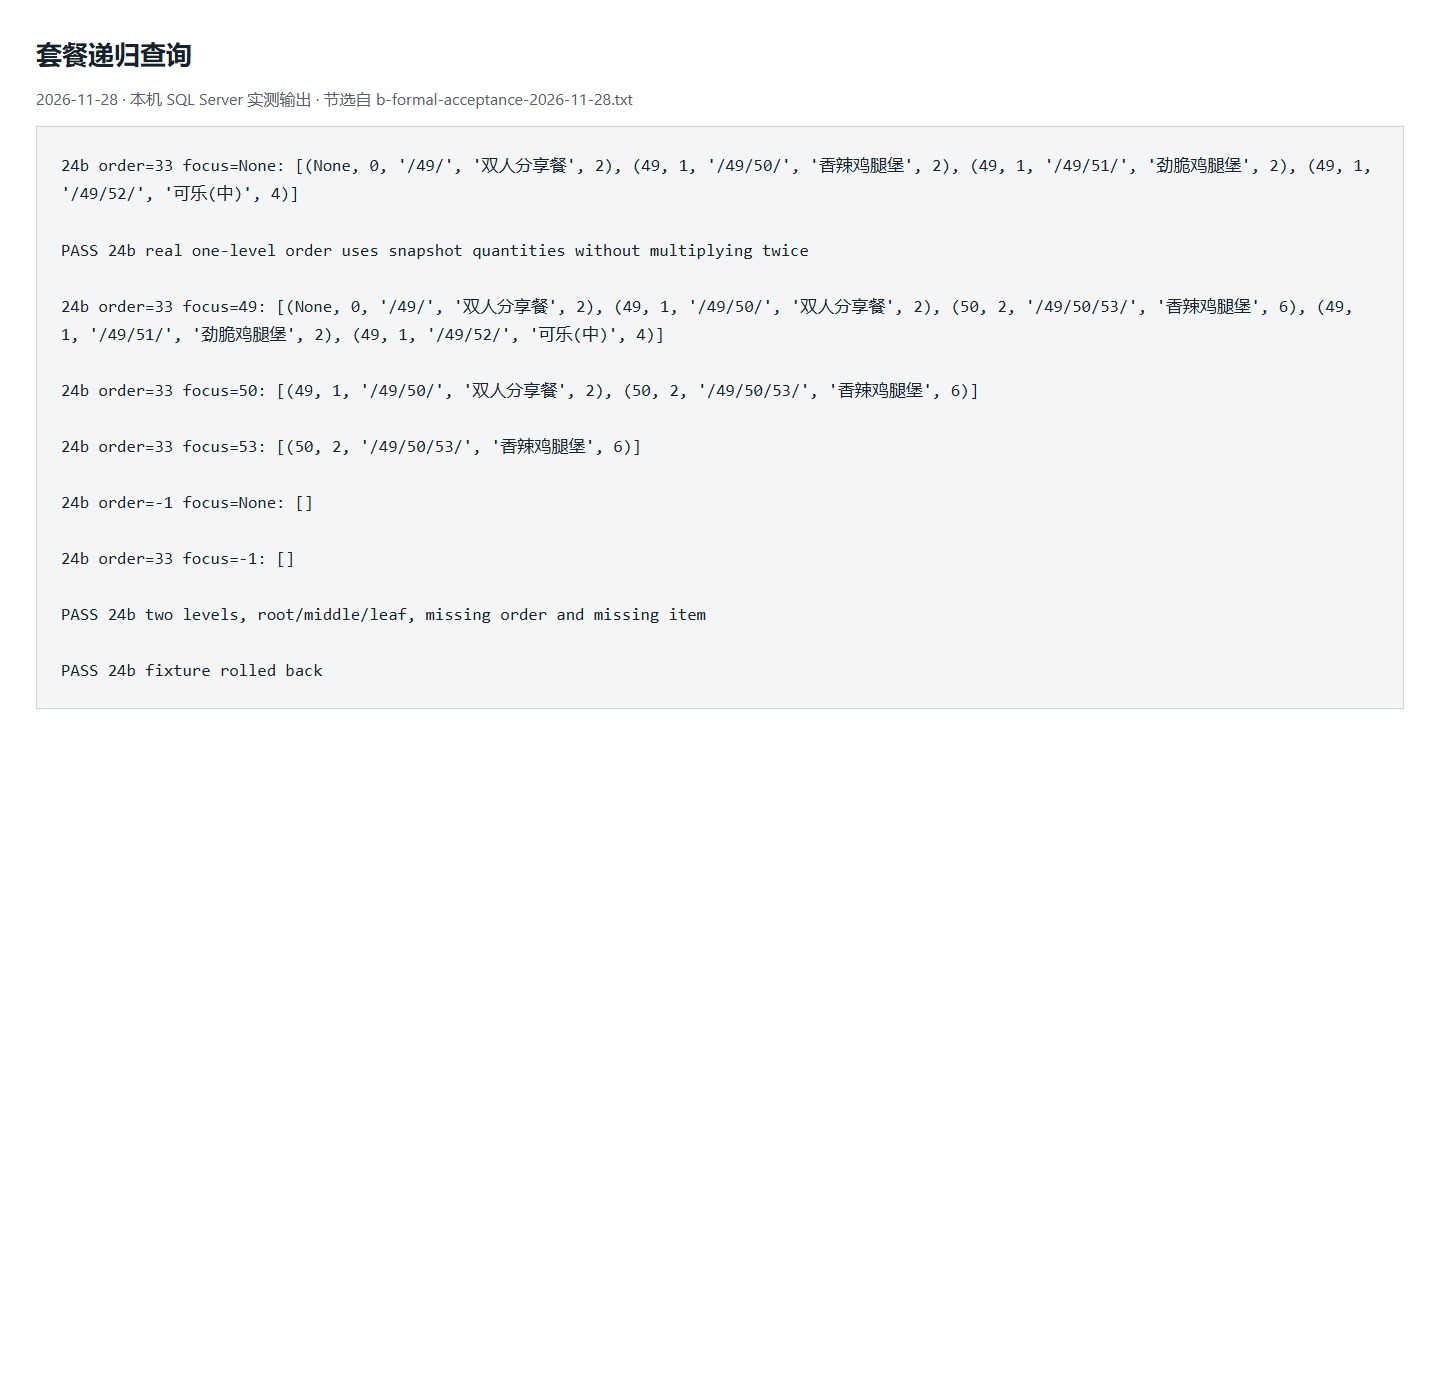 套餐递归查询
2026-11-28 · 本机 SQL Server 实测输出 · 节选自 b-formal-acceptance-2026-11-28.txt
24b order=33 focus=None: [(None, 0, '/49/', '双人分享餐', 2), (49, 1, '/49/50/', '香辣鸡腿堡', 2), (49, 1, '/49/51/', '劲脆鸡腿堡', 2), (49, 1,
'/49/52/', '可乐(中)', 4)]
PASS 24b real one-level order uses snapshot quantities without multiplying twice
24b order=33 focus=49: [(None, 0, '/49/', '双人分享餐', 2), (49, 1, '/49/50/', '双人分享餐', 2), (50, 2, '/49/50/53/', '香辣鸡腿堡', 6), (49,
1, '/49/51/', '劲脆鸡腿堡', 2), (49, 1, '/49/52/', '可乐(中)', 4)]
24b order=33 focus=50: [(49, 1, '/49/50/', '双人分享餐', 2), (50, 2, '/49/50/53/', '香辣鸡腿堡', 6)]
24b order=33 focus=53: [(50, 2, '/49/50/53/', '香辣鸡腿堡', 6)]
24b order=-1 focus=None: []
24b order=33 focus=-1: []
PASS 24b two levels, root/middle/leaf, missing order and missing item
PASS 24b fixture rolled back